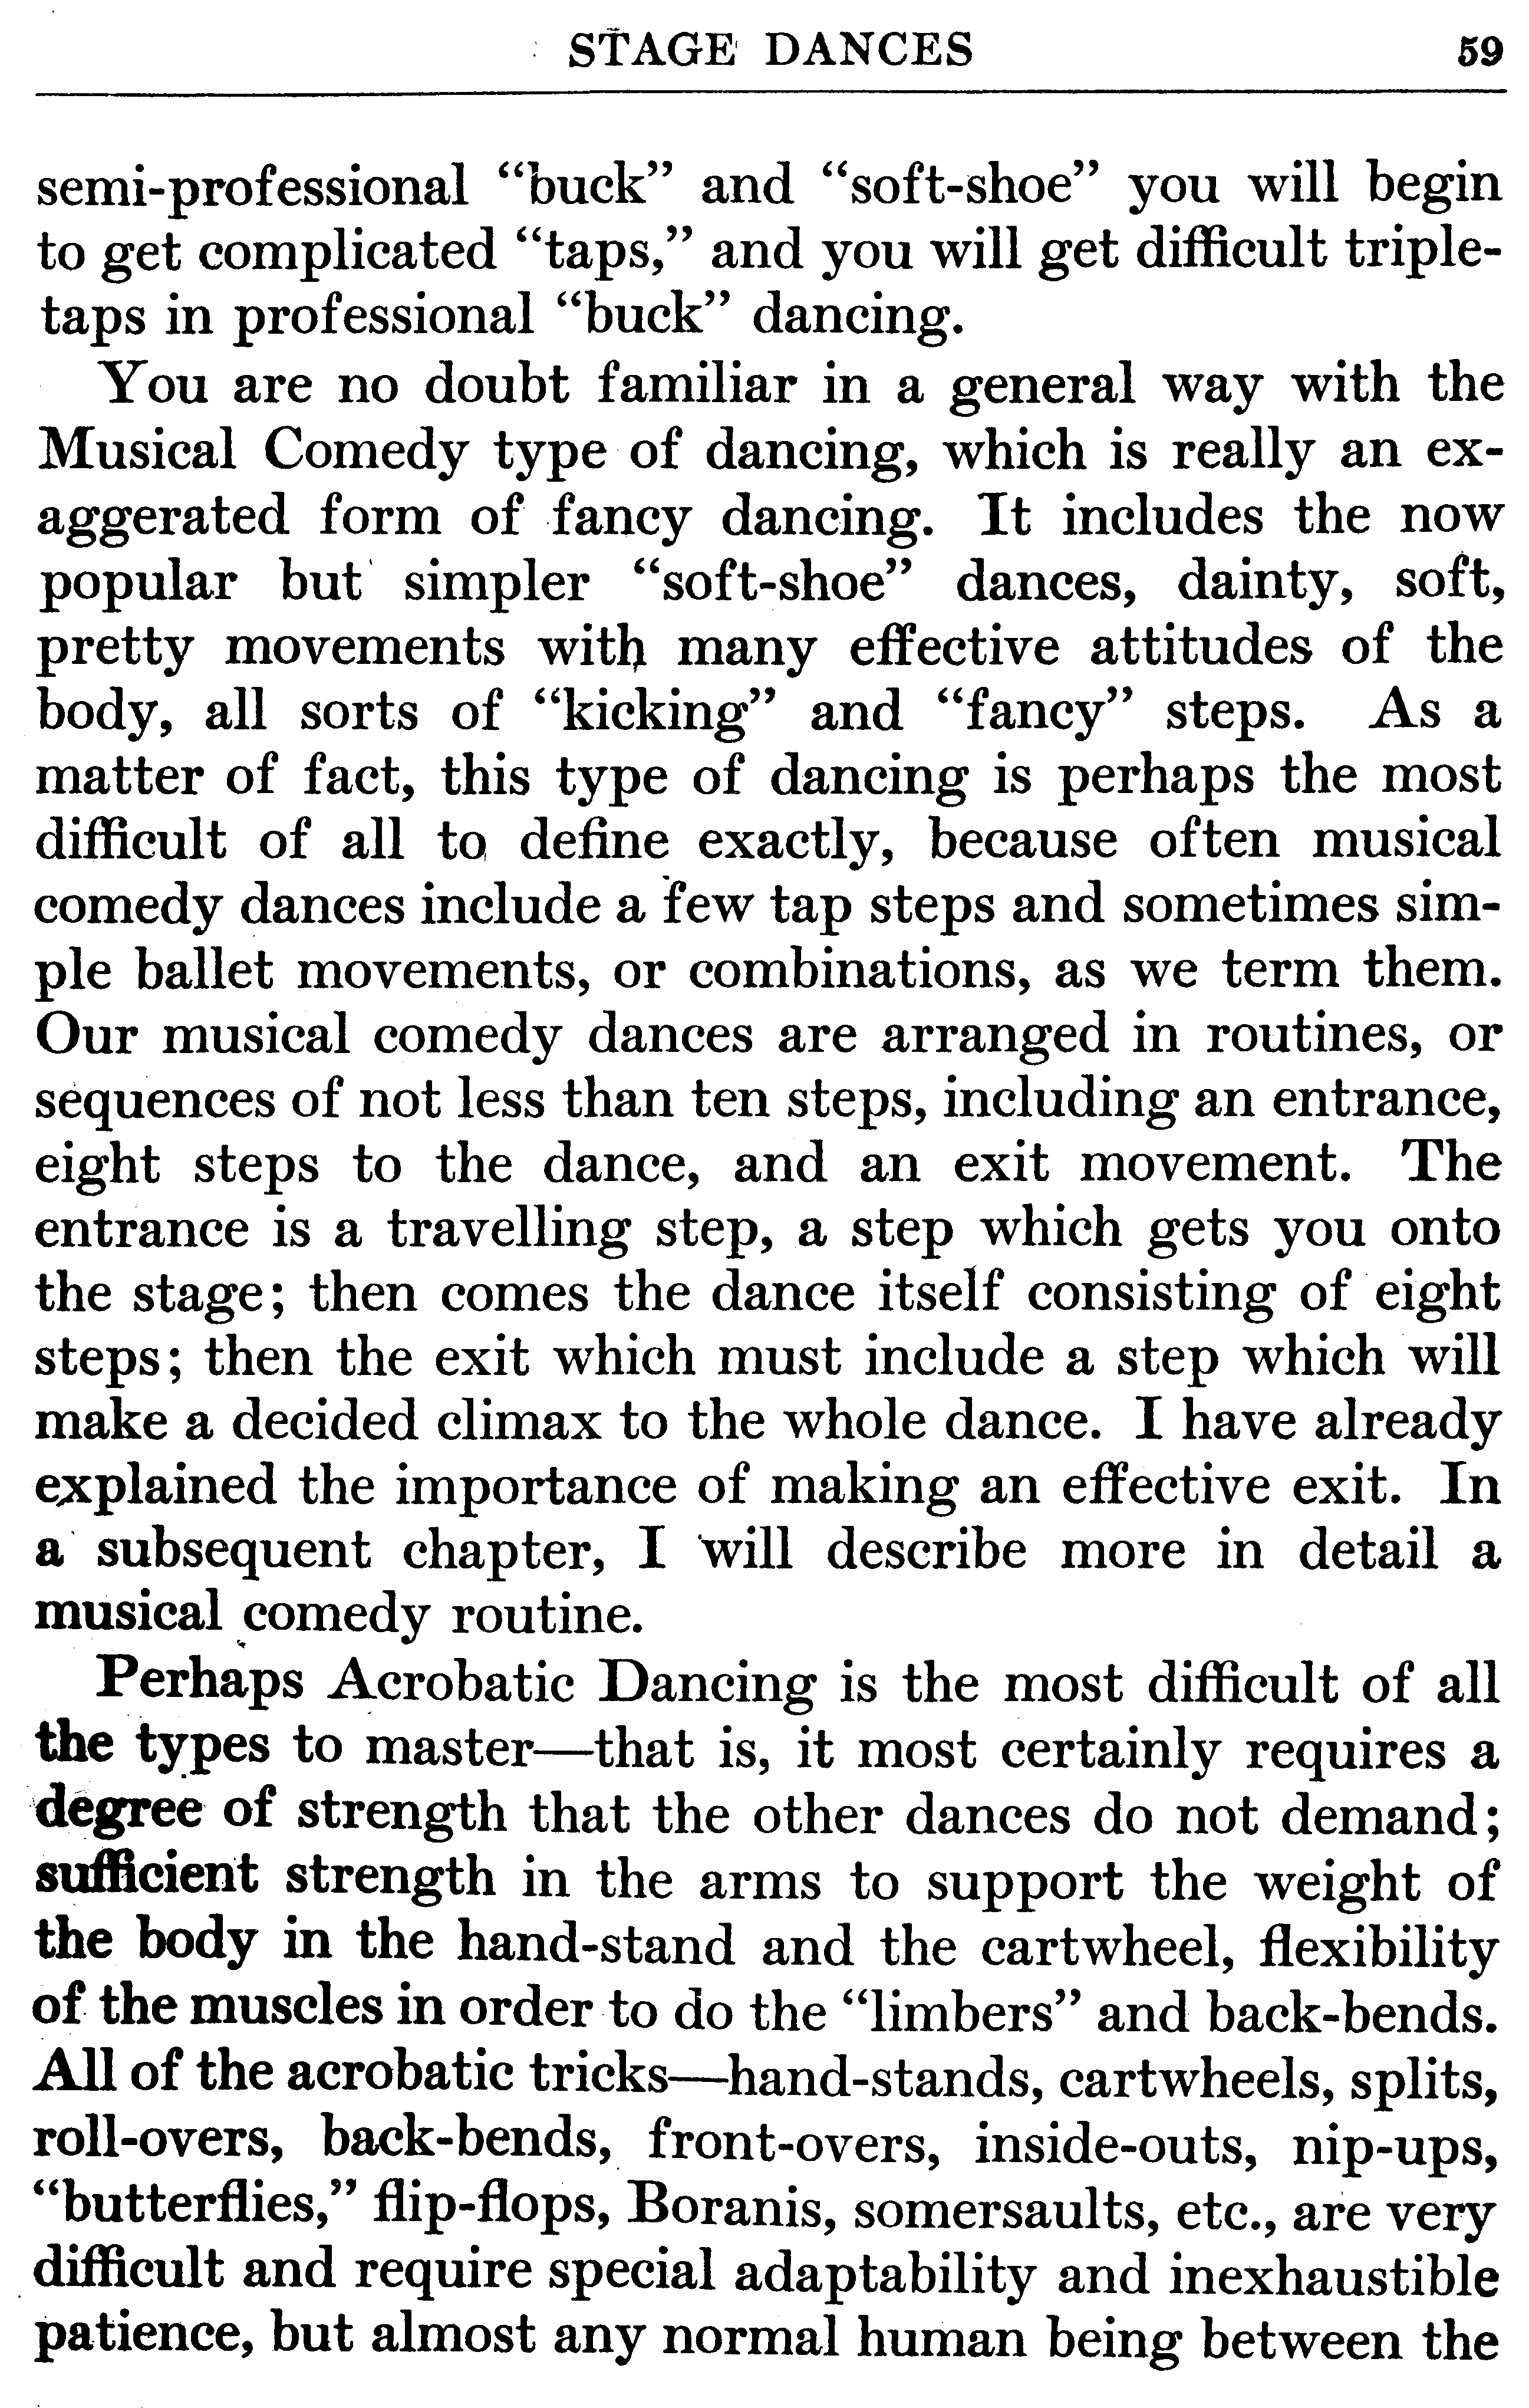 STAGE DANCES 59
semi-professional “buck” and “soft-shoe” you will begin
to get complicated “taps,” and you will get difficult triple-
taps in professional “buck” dancing.
You are no doubt familiar in a general way with the
Musical Comedy type of dancing, which is really an ex-
aggerated form of fancy dancing. It includes the now
popular but simpler “soft-shoe” dances, dainty, soft,
pretty movements with many effective attitudes of the
body, all sorts of “kicking” and “fancy” steps. As a
matter of fact, this type of dancing is perhaps the most
difficult of all to define exactly, because often musical
comedy dances include a few tap steps and sometimes sim-
ple ballet movements, or combinations, as we term them.
Our musical comedy dances are arranged in routines, or
sequences of not less than ten steps, including an entrance,
eight steps to the dance, and an exit movement. The
entrance is a travelling step, a step which gets you onto
the stage; then comes the dance itself consisting of eight
steps; then the exit which must include a step which will
make a decided climax to the whole dance. I have already
explained the importance of making an effective exit. In
a subsequent chapter, I will describe more in detail a
musical comedy routine.
Perhaps Acrobatic Dancing is the most difficult of all
the types to master—that is, it most certainly requires a
degree of strength that the other dances do not demand;
sufficient strength in the arms to support the weight of
the body in the hand-stand and the cartwheel, flexibility
of the muscles in order to do the “limbers” and back-bends.
All of the acrobatic tricks—hand-stands, cartwheels, splits,
roll-overs, back-bends, front-overs, inside-outs, nip-ups,
“butterflies,” flip-flops, Boranis, somersaults, etc., are very
difficult and require special adaptability and inexhaustible
patience, but almost any normal human being between the